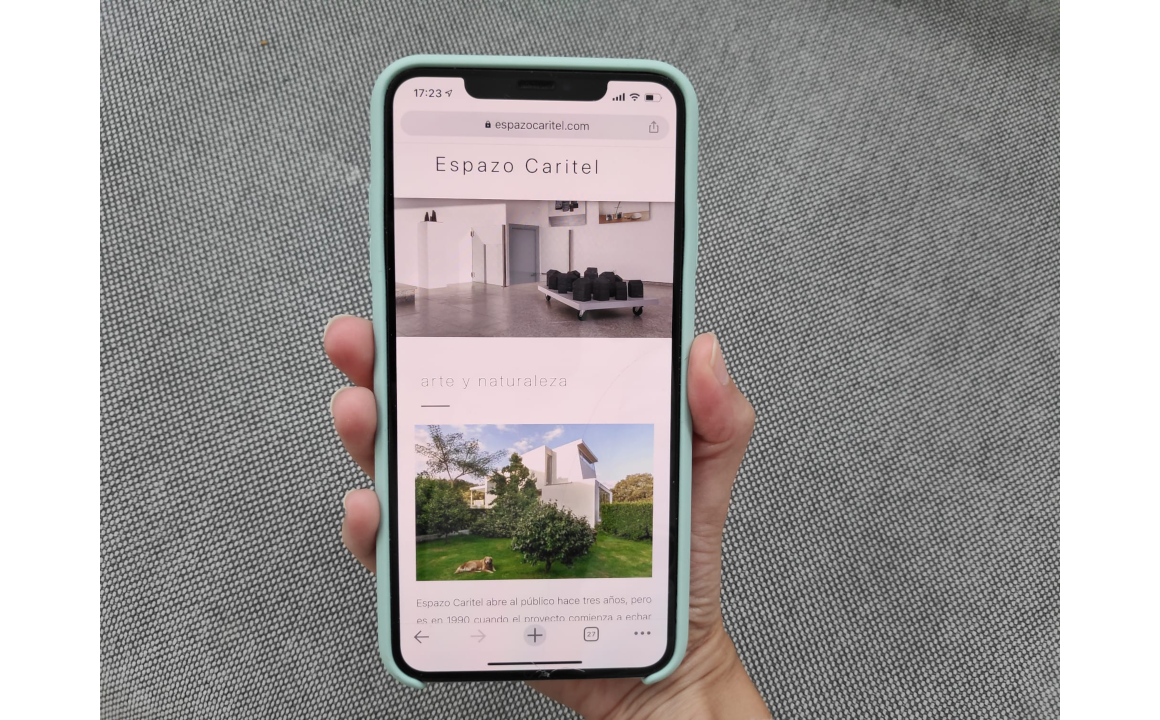 17:23
espazocaritel.com
Espazo Caritel
arte y naturaleza
Espazo Caritel abre al público hace tres años, pero
es en 1990 cuando el proyecto comienza a echar
27